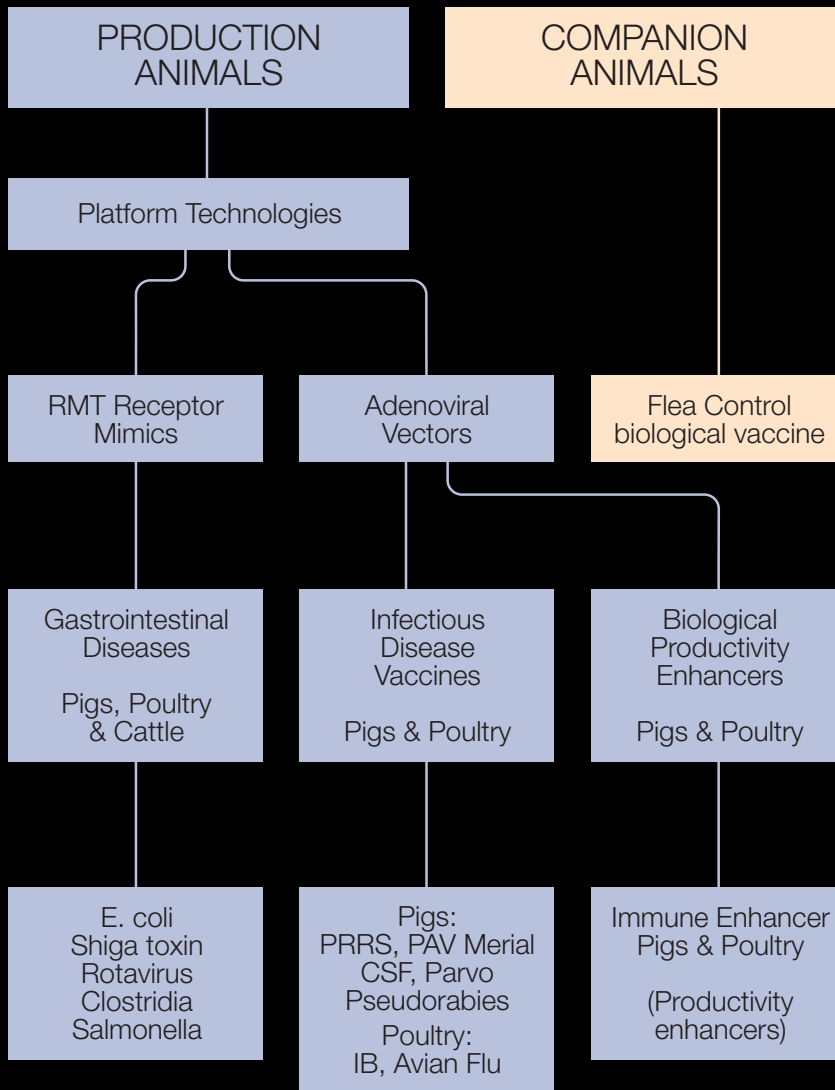 PRODUCTION
ANIMALS
COMPANION
ANIMALS
Platform Technologies
RMT Receptor
Mimics
Adenoviral
Vectors
Flea Control
biological vaccine
Gastrointestinal
Diseases
Pigs, Poultry
& Cattle
Infectious
Disease
Vaccines
Pigs & Poultry
Biological
Productivity
Enhancers
Pigs & Poultry
E. coli
Shiga toxin
Rotavirus
Clostridia
Salmonella
Pigs:
PRRS, PAV Merial
CSF, Parvo
Pseudorabies
Poultry:
IB, Avian Flu
Immune Enhancer
Pigs & Poultry
(Productivity
enhancers)